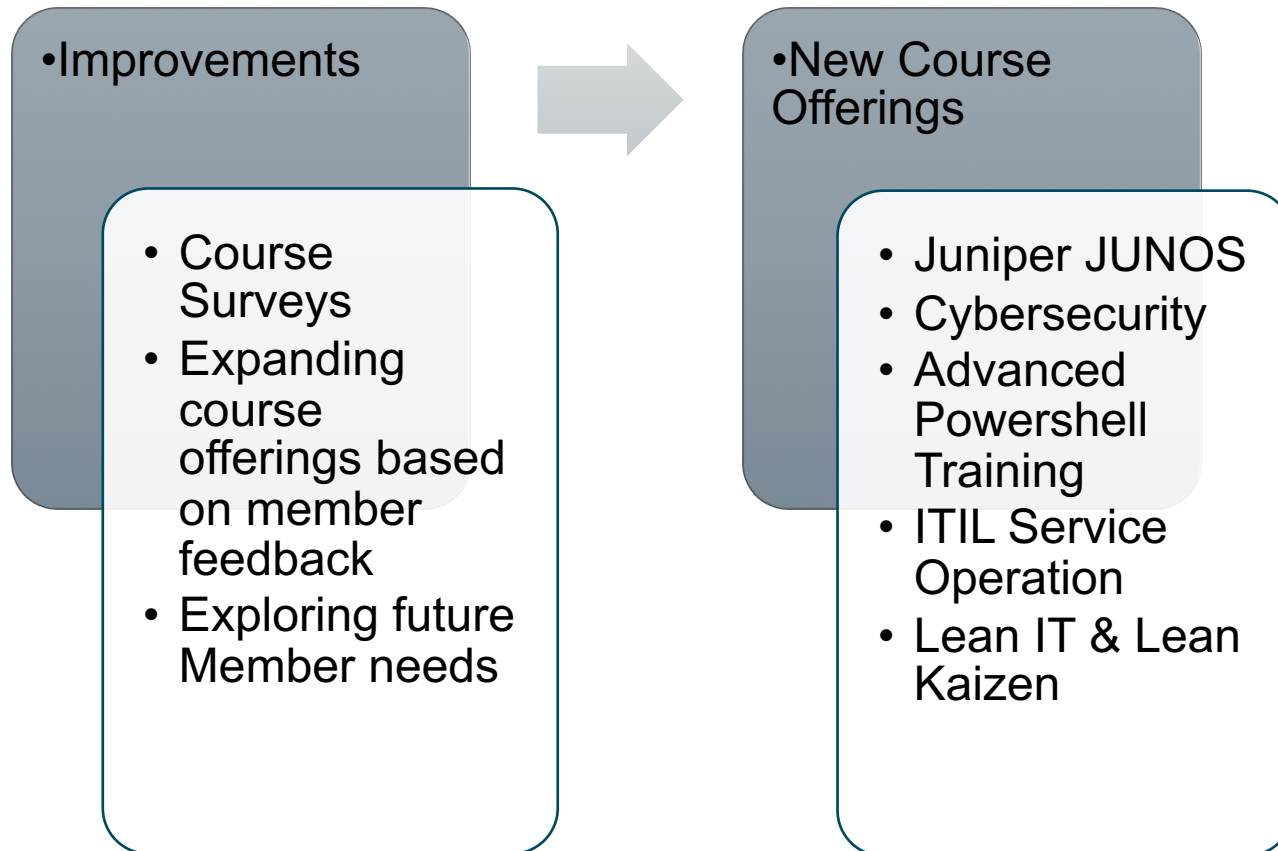 •Improvements
• Course
Surveys
• Expanding
course
offerings based
on member
feedback
• Exploring future
Member needs
•New Course
Offerings
• Juniper JUNOS
• Cybersecurity
• Advanced
Powershell
Training
• ITIL Service
Operation
• Lean IT & Lean
Kaizen